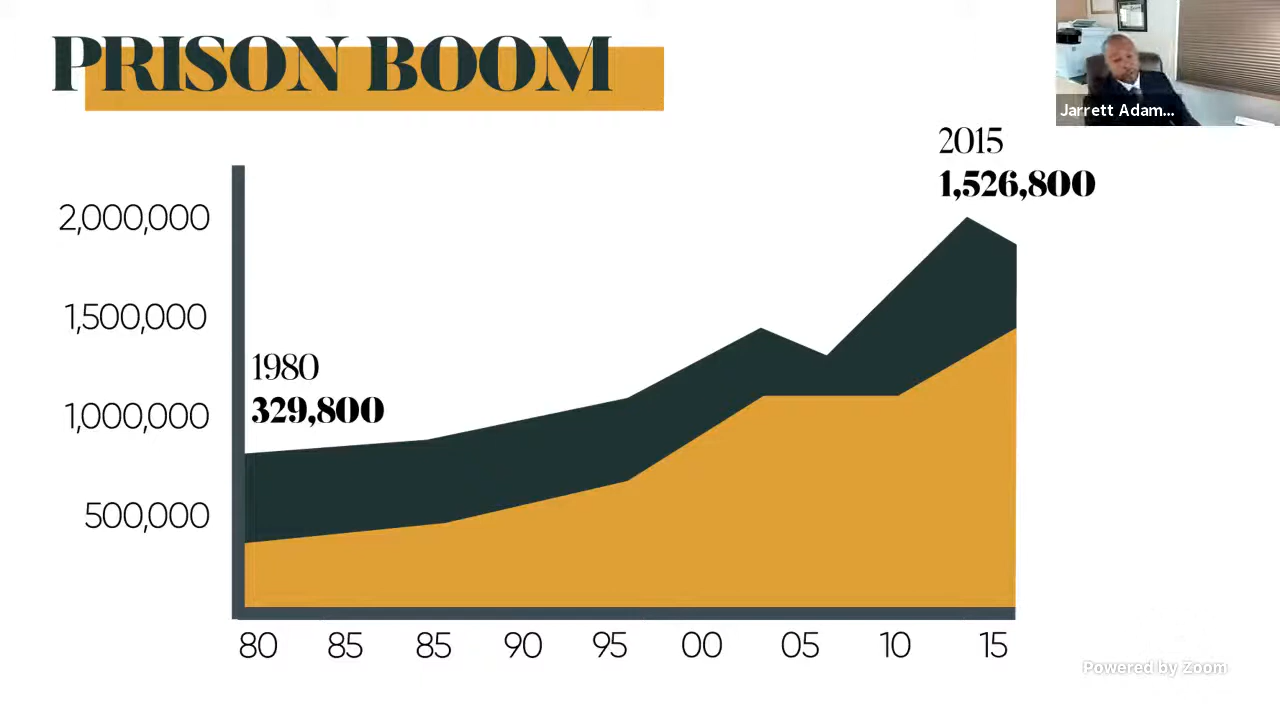 PRISON BOOM
Jarrett Adam...
2015
1,526,800
2,000,000
1,500,000
1980
329,800
1,000,000
500,000
80 85 85 90 95 00 05 10 15
Powered by Zoom